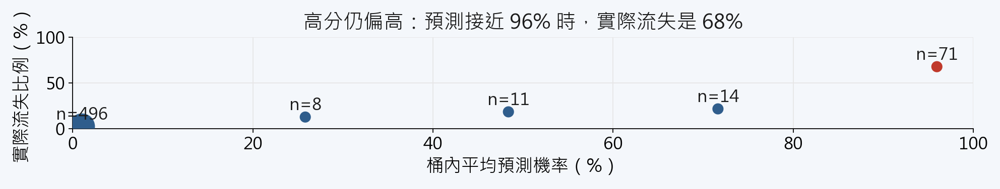 高分仍偏高：預測接近 96% 時，實際流失是 68%
實際流失比例（%）
100
50
0
n=496
n=8
n=11
n=14
n=71
0 20 40 60 80 100
桶內平均預測機率（%）